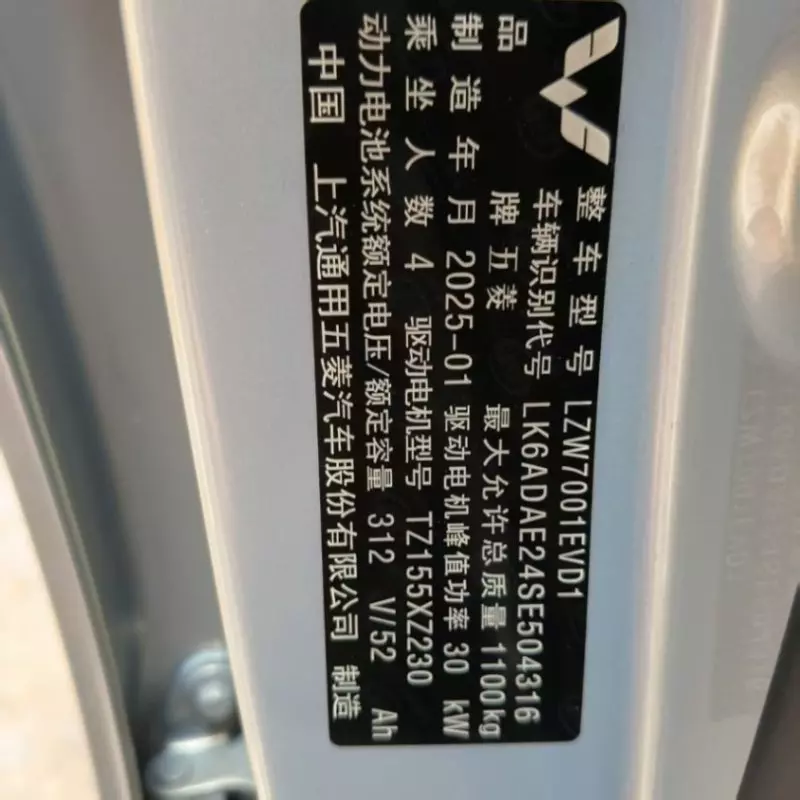 整车型号 LZW7001EVD1
车辆识别代号 LK6ADAE24SE504316
品牌 五菱 最大允许总质量 1100kg
制造年月 2025-01 驱动电机峰值功率 30 kW
乘坐人数 4 驱动电机型号 TZ155XZ230
动力电池系统额定电压/额定容量 312 V/52 Ah
中国 上汽通用五菱汽车股份有限公司 制造